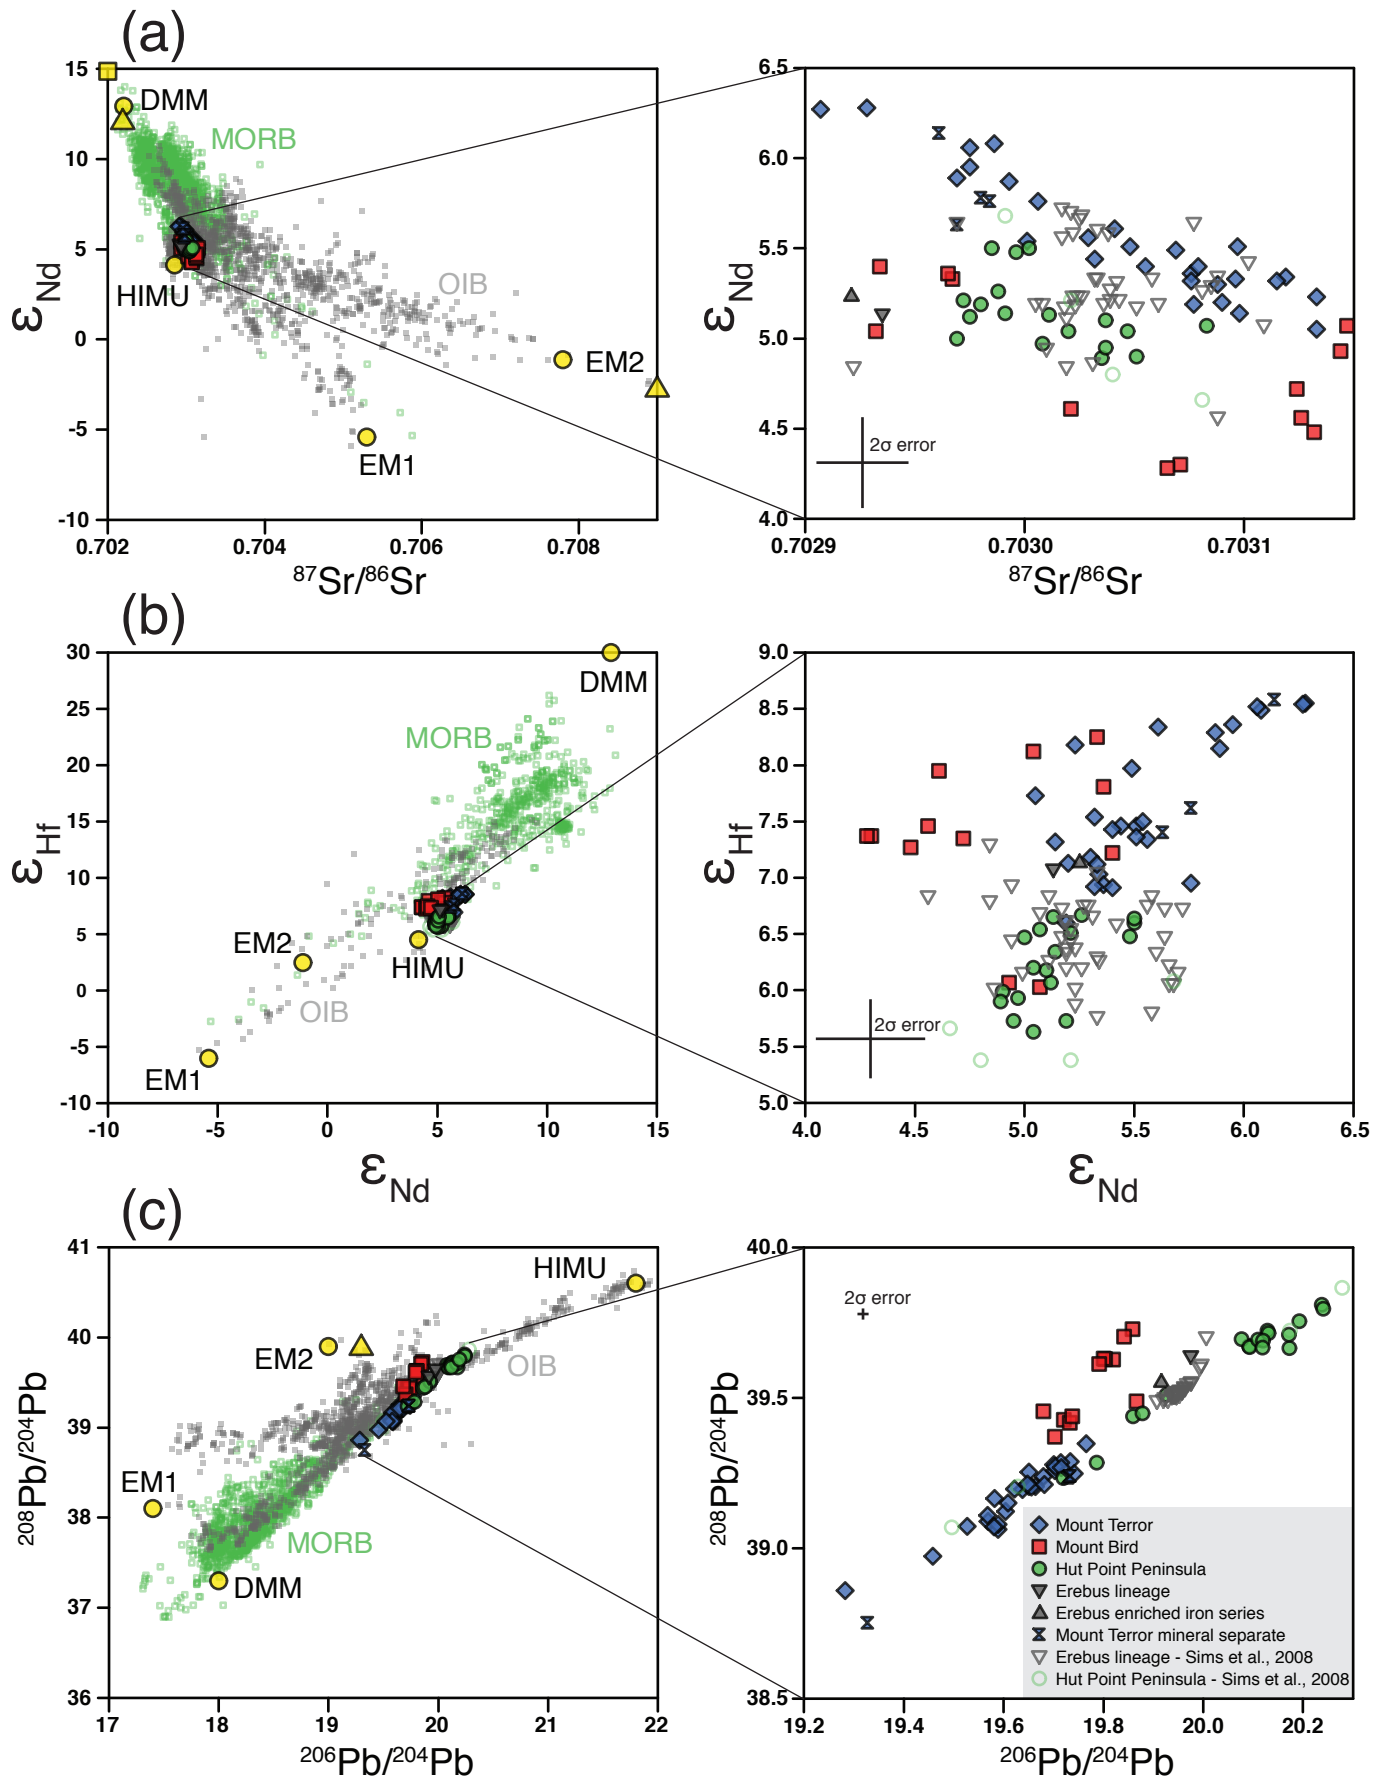 (a)
15
10
5
0
-5
-10
εNd
DMM
MORB
OIB
HIMU
EM2
EM1
0.702
0.704
0.706
0.708
87Sr/86Sr
6.5
6.0
5.5
5.0
4.5
4.0
εNd
2σ error
0.7029
0.7030
0.7031
87Sr/86Sr
(b)
30
25
20
15
10
5
0
-5
-10
εHf
DMM
MORB
EM2
HIMU
OIB
EM1
-10
-5
0
5
10
15
εNd
9.0
8.5
8.0
7.5
7.0
6.5
6.0
5.5
5.0
εHf
2σ error
4.0
4.5
5.0
5.5
6.0
6.5
εNd
(c)
41
40
39
38
37
36
208Pb/204Pb
HIMU
EM2
OIB
EM1
MORB
DMM
17
18
19
20
21
22
206Pb/204Pb
40.0
39.5
39.0
38.5
208Pb/204Pb
2σ error
Mount Terror
Mount Bird
Hut Point Peninsula
Erebus lineage
Erebus enriched iron series
Mount Terror mineral separate
Erebus lineage - Sims et al., 2008
Hut Point Peninsula - Sims et al., 2008
19.2
19.4
19.6
19.8
20.0
20.2
206Pb/204Pb